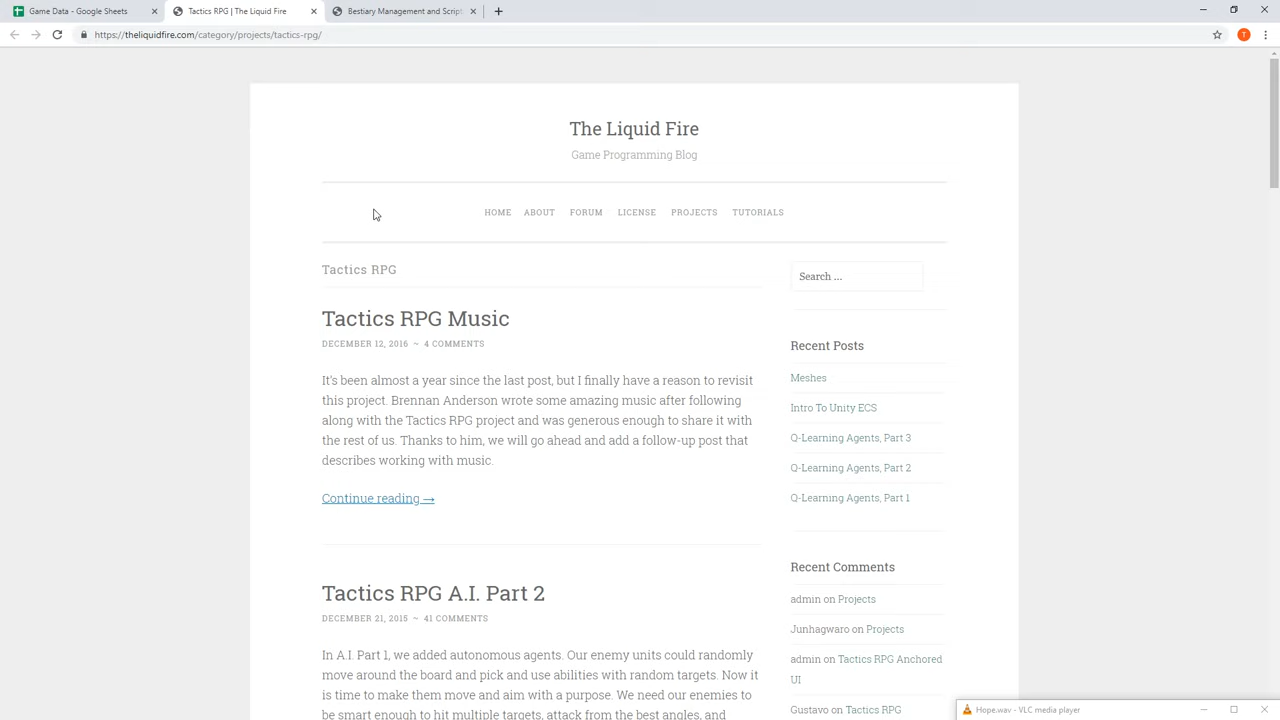 Game Data - Google Sheets
Tactics RPG | The Liquid Fire
Bestiary Management and Script
https://theliquidfire.com/category/projects/tactics-rpg/
T
The Liquid Fire
Game Programming Blog
HOME ABOUT FORUM LICENSE PROJECTS TUTORIALS
Tactics RPG
Tactics RPG Music
DECEMBER 12, 2016 ~ 4 COMMENTS
It's been almost a year since the last post, but I finally have a reason to revisit
this project. Brennan Anderson wrote some amazing music after following
along with the Tactics RPG project and was generous enough to share it with
the rest of us. Thanks to him, we will go ahead and add a follow-up post that
describes working with music.
Continue reading →
Tactics RPG A.I. Part 2
DECEMBER 21, 2015 ~ 41 COMMENTS
In A.I. Part 1, we added autonomous agents. Our enemy units could randomly
move around the board and pick and use abilities with random targets. Now it
is time to make them move and aim with a purpose. We need our enemies to
be smart enough to hit multiple targets, attack from the best angles, and
Search ...
Recent Posts
Meshes
Intro To Unity ECS
Q-Learning Agents, Part 3
Q-Learning Agents, Part 2
Q-Learning Agents, Part 1
Recent Comments
admin on Projects
Junhagwaro on Projects
admin on Tactics RPG Anchored
UI
Gustavo on Tactics RPG
Hope.wav - VLC media player